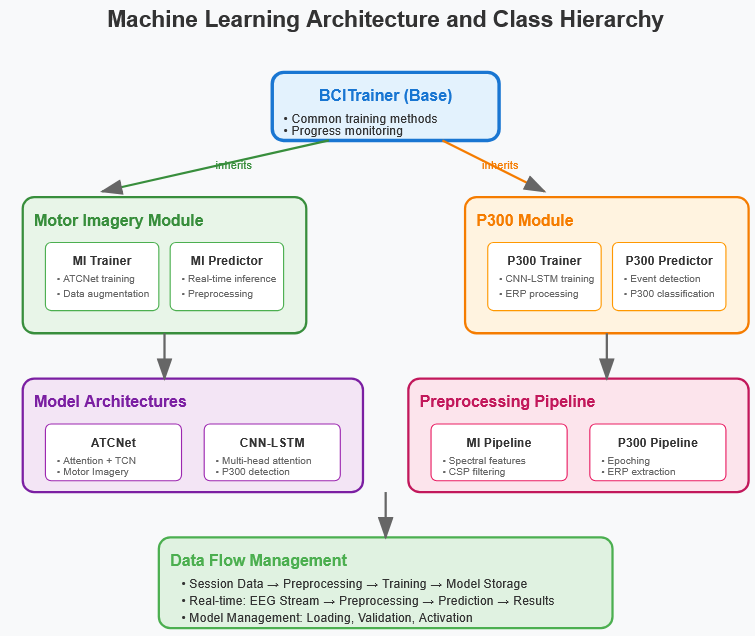 Machine Learning Architecture and Class Hierarchy
BCITrainer (Base)
• Common training methods
• Progress monitoring
inherits
inherits
Motor Imagery Module
MI Trainer
• ATCNet training
• Data augmentation
MI Predictor
• Real-time inference
• Preprocessing
P300 Module
P300 Trainer
• CNN-LSTM training
• ERP processing
P300 Predictor
• Event detection
• P300 classification
Model Architectures
ATCNet
• Attention + TCN
• Motor Imagery
CNN-LSTM
• Multi-head attention
• P300 detection
Preprocessing Pipeline
MI Pipeline
• Spectral features
• CSP filtering
P300 Pipeline
• Epoching
• ERP extraction
Data Flow Management
• Session Data → Preprocessing → Training → Model Storage
• Real-time: EEG Stream → Preprocessing → Prediction → Results
• Model Management: Loading, Validation, Activation